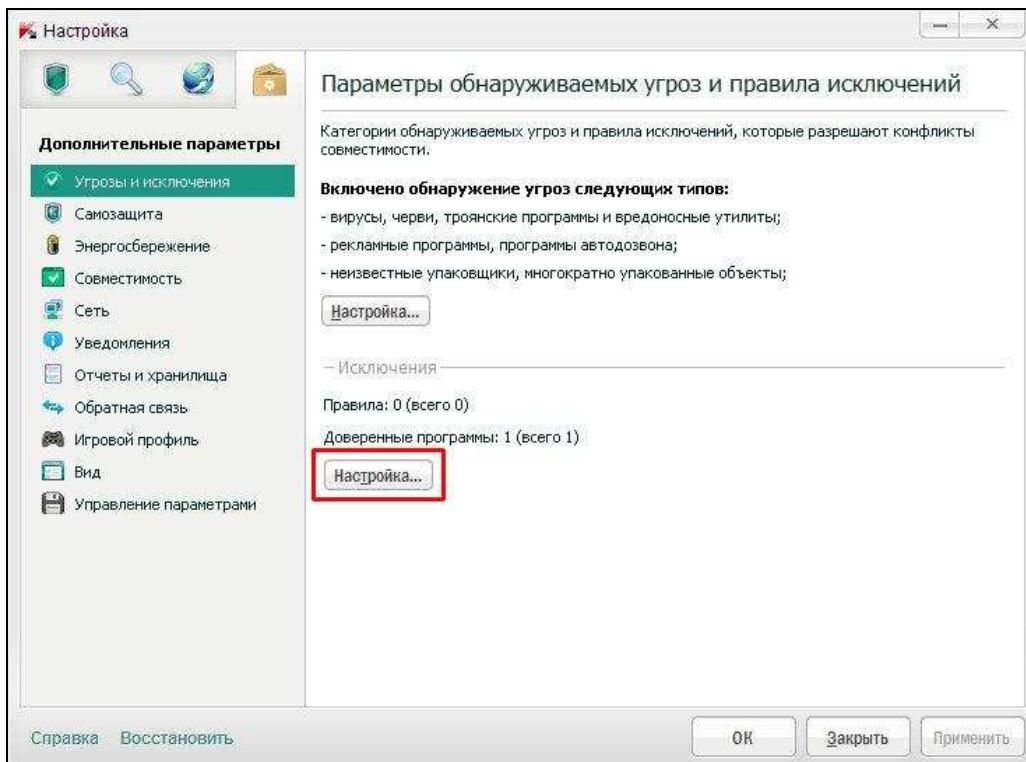 Настройка
Дополнительные параметры
Угрозы и исключения
Самозащита
Энергосбережение
Совместимость
Сеть
Уведомления
Отчеты и хранилища
Обратная связь
Игровой профиль
Вид
Управление параметрами
Параметры обнаруживаемых угроз и правила исключений
Категории обнаруживаемых угроз и правила исключений, которые разрешают конфликты
совместимости.
Включено обнаружение угроз следующих типов:
- вирусы, черви, троянские программы и вредоносные утилиты;
- рекламные программы, программы автодозвона;
- неизвестные упаковщики, многократно упакованные объекты;
Настройка...
Исключения
Правила: 0 (всего 0)
Доверенные программы: 1 (всего 1)
Настройка...
Справка Восстановить
ОК Закрыть Применить